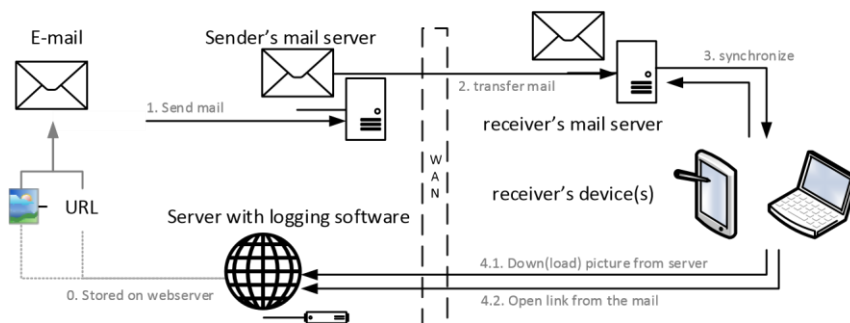 E-mail
Sender's mail server
3. synchronize
1. Send mail
2. transfer mail
receiver's mail server
WAN
URL
receiver's device(s)
Server with logging software
4.1. Down(load) picture from server
0. Stored on webserver
4.2. Open link from the mail